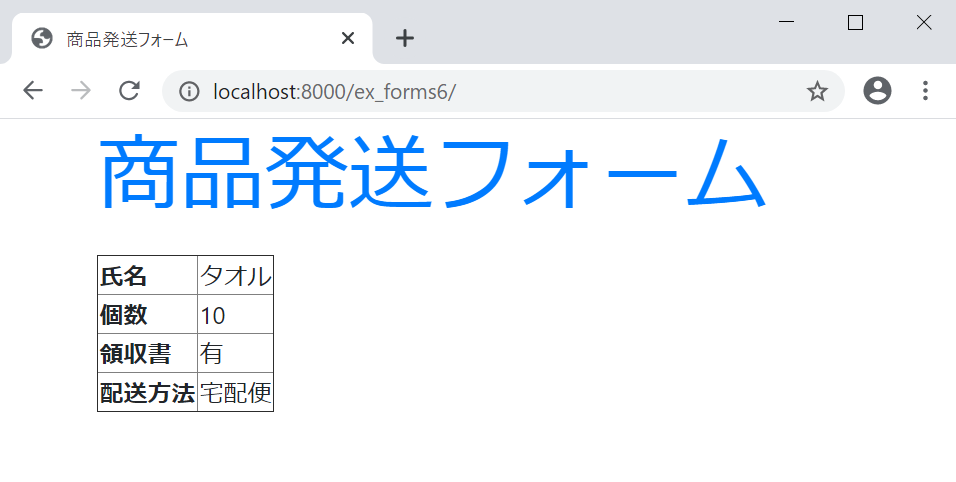 商品発送フォーム
localhost:8000/ex_forms6/
商品発送フォーム
氏名 タオル
個数 10
領収書 有
配送方法 宅配便